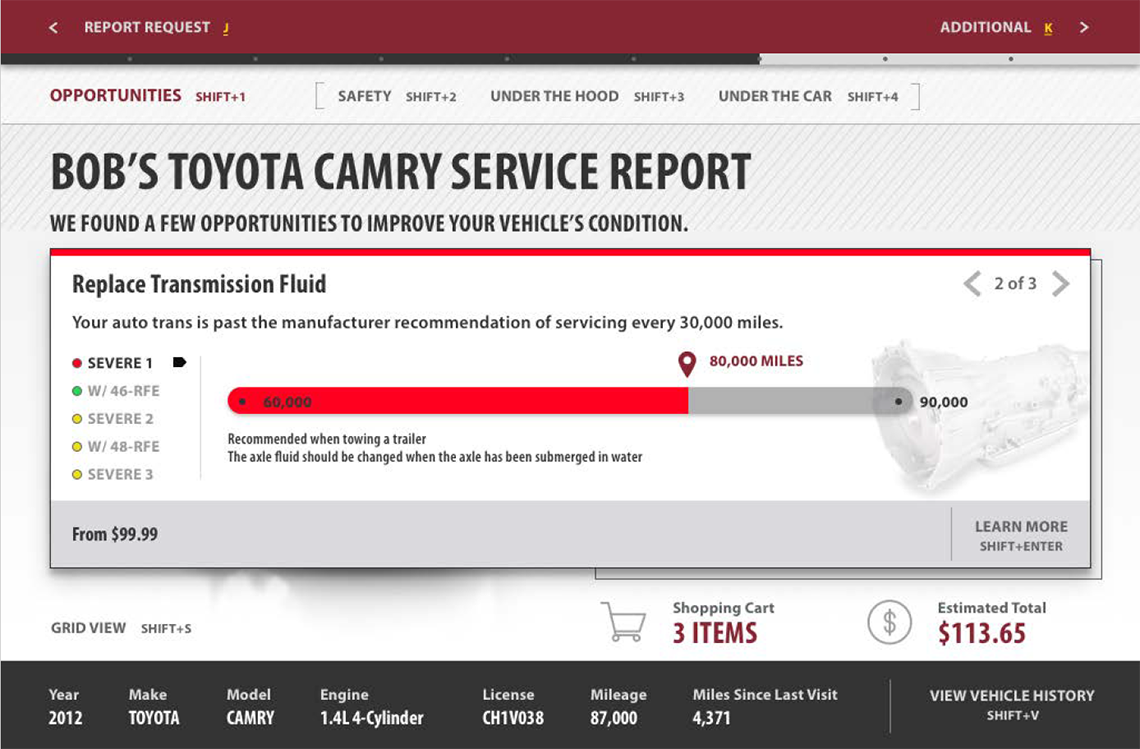 REPORT REQUEST J
ADDITIONAL K
OPPORTUNITIES SHIFT+1 SAFETY SHIFT+2 UNDER THE HOOD SHIFT+3 UNDER THE CAR SHIFT+4
BOB'S TOYOTA CAMRY SERVICE REPORT
WE FOUND A FEW OPPORTUNITIES TO IMPROVE YOUR VEHICLE'S CONDITION.
Replace Transmission Fluid
2 of 3
Your auto trans is past the manufacturer recommendation of servicing every 30,000 miles.
SEVERE 1
W/ 46-RFE
SEVERE 2
W/ 48-RFE
SEVERE 3
80,000 MILES
60,000
90,000
Recommended when towing a trailer
The axle fluid should be changed when the axle has been submerged in water
From $99.99
LEARN MORE
SHIFT+ENTER
GRID VIEW SHIFT+S
Shopping Cart
3 ITEMS
$
Estimated Total
$113.65
Year Make Model Engine License Mileage Miles Since Last Visit
2012 TOYOTA CAMRY 1.4L 4-Cylinder CH1V038 87,000 4,371
VIEW VEHICLE HISTORY
SHIFT+V